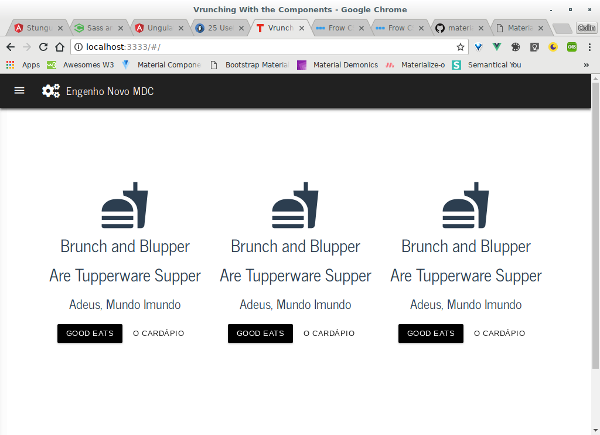 Vrunching With the Components - Google Chrome
Stungu Sass a Ungula 25 Use Vrunch Frow C Frow C materi Materia
localhost:3333/#/
Apps Awesomes W3 Material Compone Bootstrap Material Material Demonics Materialize-o Semantical You »
Engenho Novo MDC
Brunch and Blupper Brunch and Blupper Brunch and Blupper
Are Tupperware Supper Are Tupperware Supper Are Tupperware Supper
Adeus, Mundo Imundo Adeus, Mundo Imundo Adeus, Mundo Imundo
GOOD EATS O CARDÁPIO GOOD EATS O CARDÁPIO GOOD EATS O CARDÁPIO